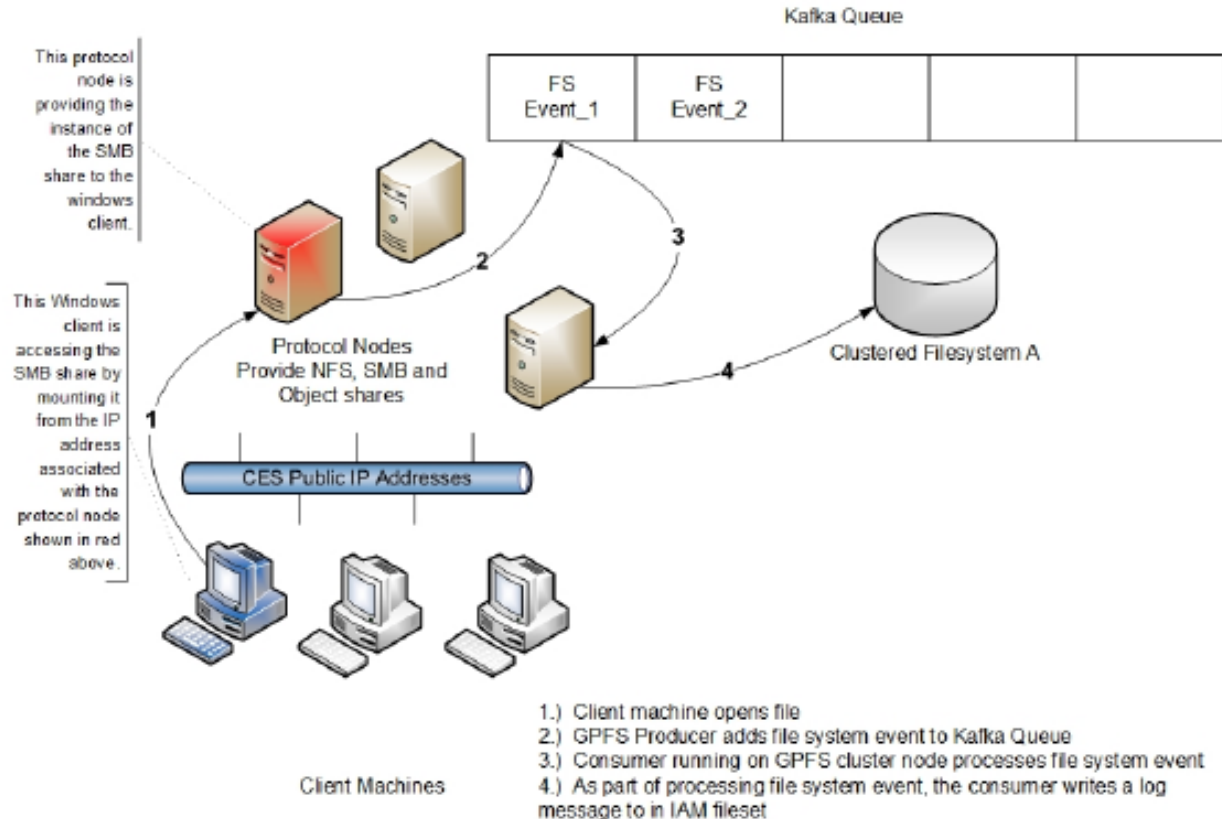 Kafka Queue
This protocol
node is
providing the
instance of
the SMB
share to the
windows
client.
FS
Event_1
FS
Event_2
2
3
This Windows
client is
accessing the
SMB share by
mounting it
from the IP
address
associated
with the
protocol node
shown in red
above.
1
Protocol Nodes
Provide NFS, SMB and
Object shares
4
Clustered Filesystem A
CES Public IP Addresses
1.) Client machine opens file
2.) GPFS Producer adds file system event to Kafka Queue
3.) Consumer running on GPFS cluster node processes file system event
4.) As part of processing file system event, the consumer writes a log
message to in IAM fileset
Client Machines